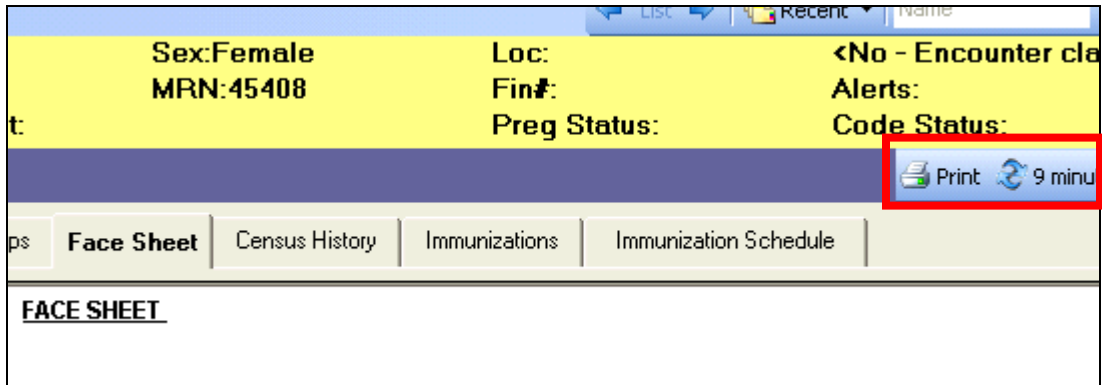 List Recent Name
Sex:Female Loc: <No - Encounter cla
MRN:45408 Fin#: Alerts:
t: Preg Status: Code Status:
Print 9 minu
ps Face Sheet Census History Immunizations Immunization Schedule
FACE SHEET